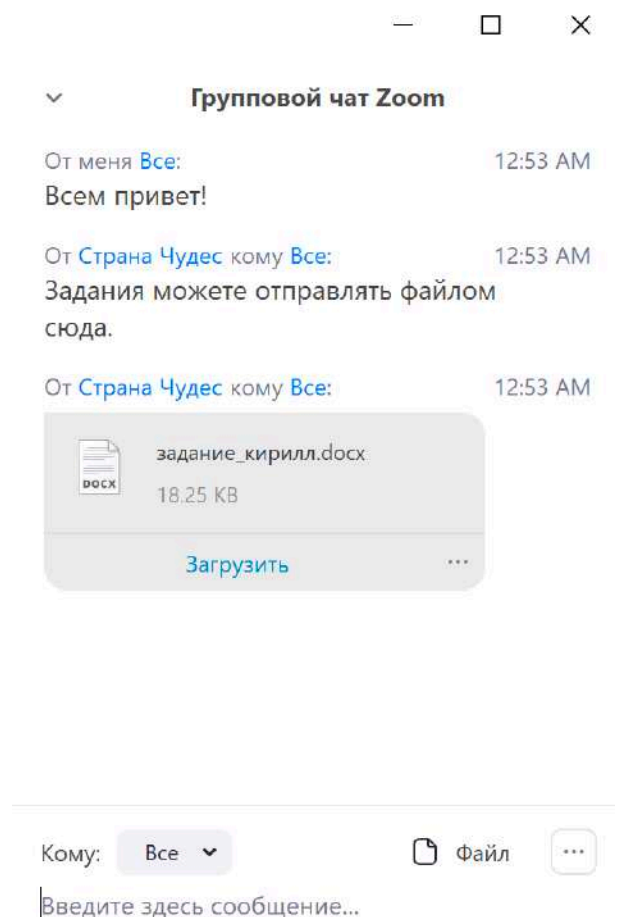 Групповой чат Zoom
От меня Все: 12:53 AM
Всем привет!
От Страна Чудес кому Все: 12:53 AM
Задания можете отправлять файлом
сюда.
От Страна Чудес кому Все: 12:53 AM
задание_кирилл.docx
DOCX
18.25 KB
Загрузить ...
Кому: Все Файл ...
Введите здесь сообщение...